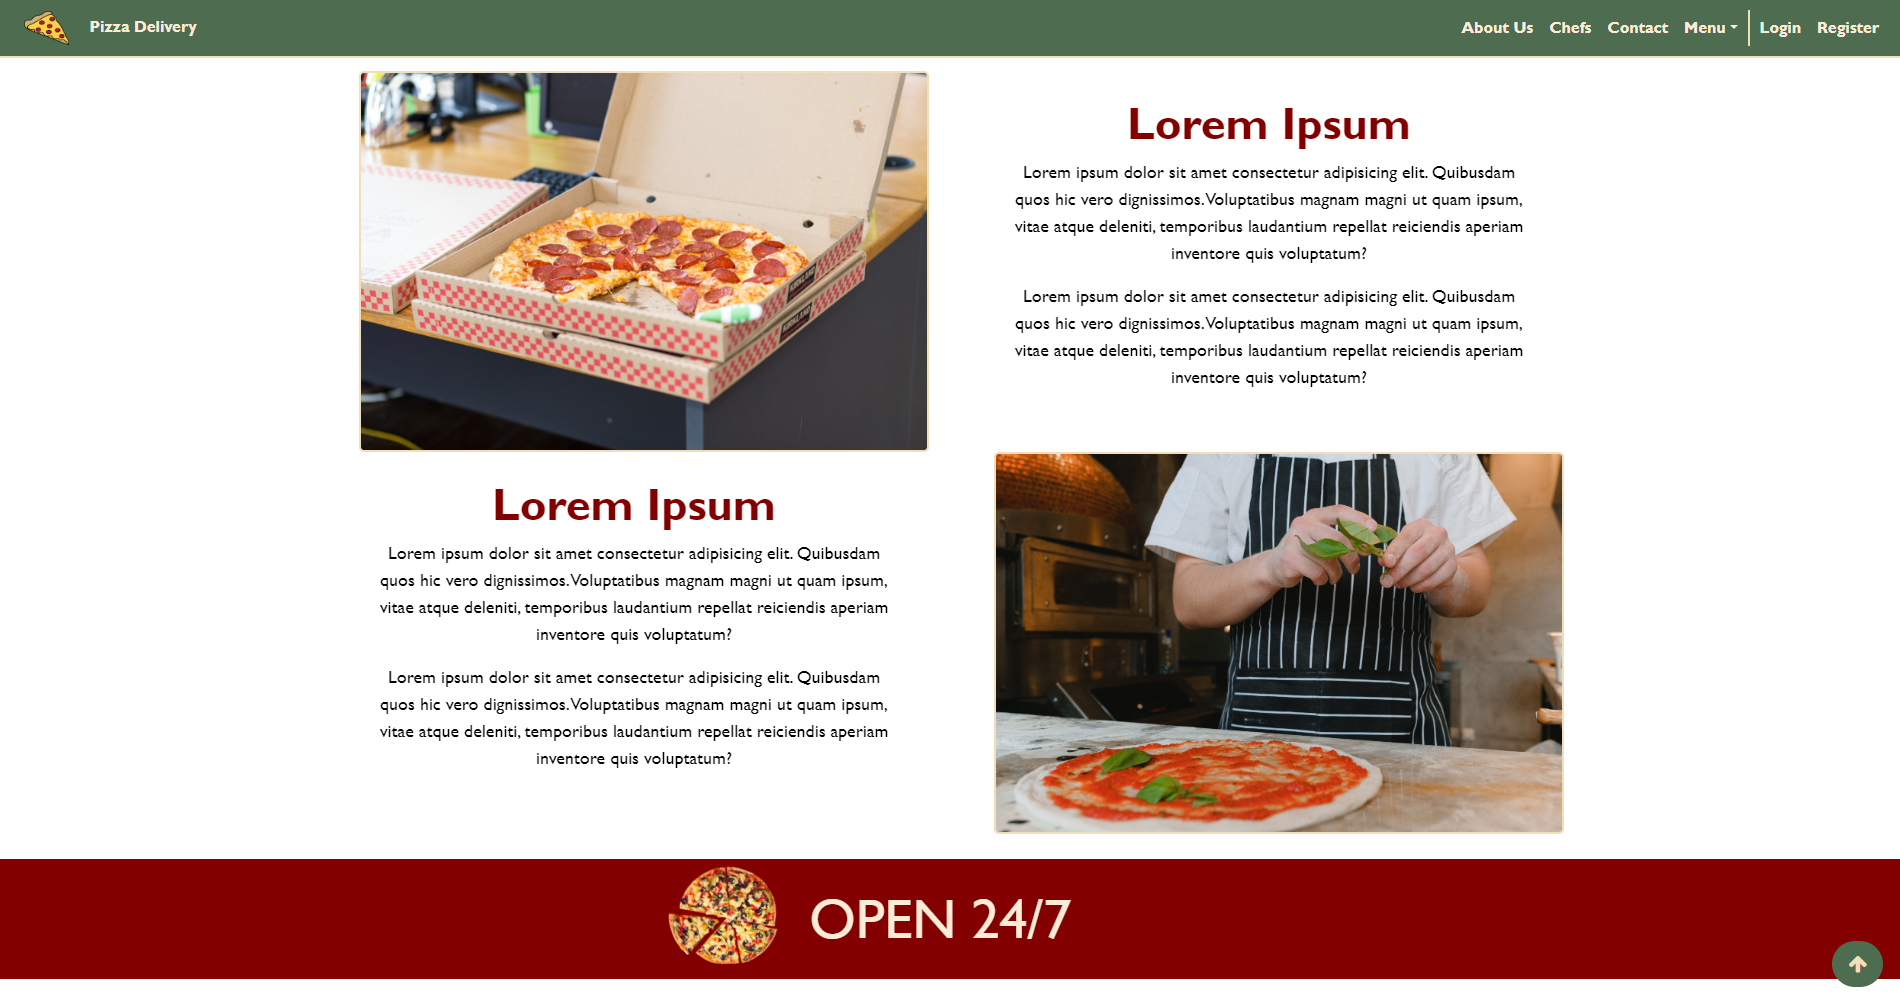 Pizza Delivery
About Us Chefs Contact Menu Login Register
Lorem Ipsum
Lorem ipsum dolor sit amet consectetur adipisicing elit. Quibusdam
quos hic vero dignissimos. Voluptatibus magnam magni ut quam ipsum,
vitae atque deleniti, temporibus laudantium repellat reiciendis aperiam
inventore quis voluptatum?
Lorem ipsum dolor sit amet consectetur adipisicing elit. Quibusdam
quos hic vero dignissimos. Voluptatibus magnam magni ut quam ipsum,
vitae atque deleniti, temporibus laudantium repellat reiciendis aperiam
inventore quis voluptatum?
KIRKLAND
KIRKLAND
Lorem Ipsum
Lorem ipsum dolor sit amet consectetur adipisicing elit. Quibusdam
quos hic vero dignissimos. Voluptatibus magnam magni ut quam ipsum,
vitae atque deleniti, temporibus laudantium repellat reiciendis aperiam
inventore quis voluptatum?
Lorem ipsum dolor sit amet consectetur adipisicing elit. Quibusdam
quos hic vero dignissimos. Voluptatibus magnam magni ut quam ipsum,
vitae atque deleniti, temporibus laudantium repellat reiciendis aperiam
inventore quis voluptatum?
OPEN 24/7